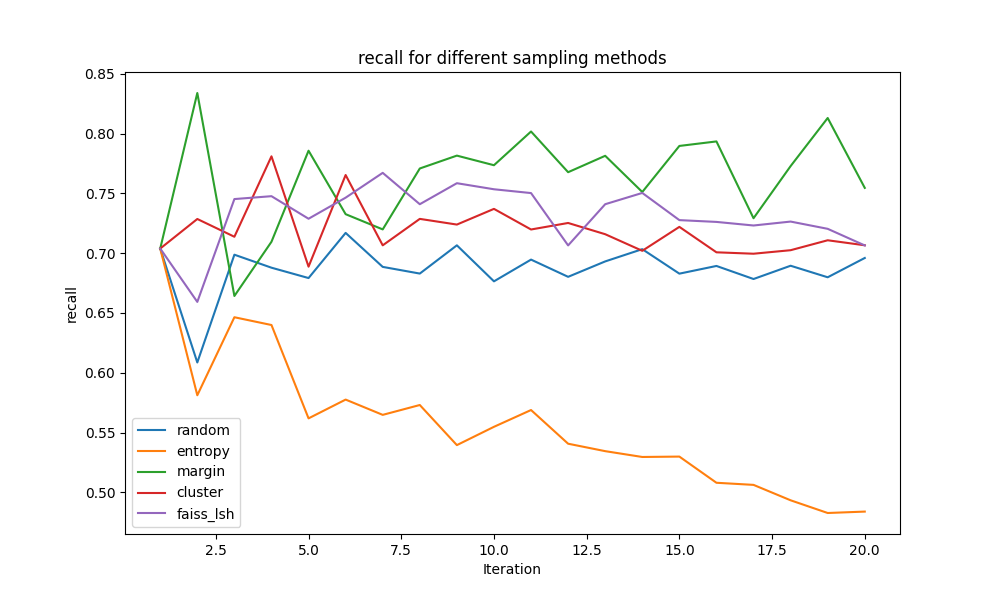 recall for different sampling methods
0.85
0.80
0.75
0.70
0.65
0.60
0.55
0.50
recall
random
entropy
margin
cluster
faiss_lsh
2.5 5.0 7.5 10.0 12.5 15.0 17.5 20.0
Iteration